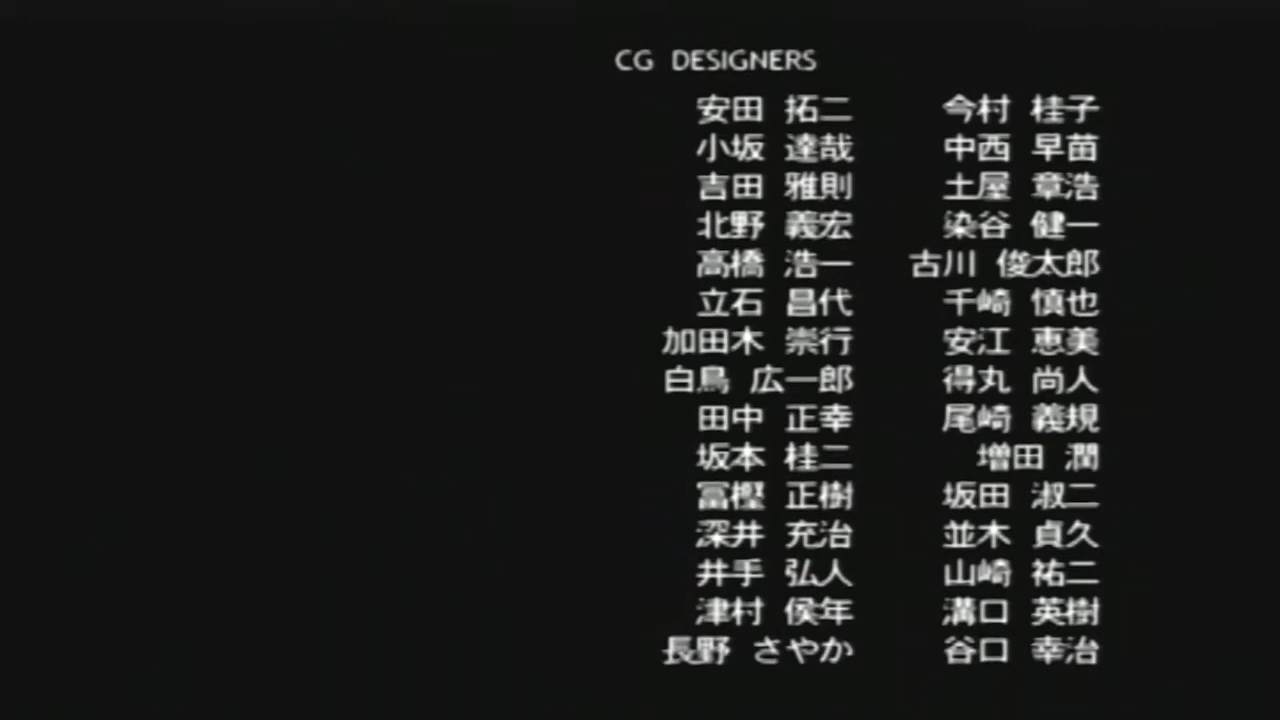 CG DESIGNERS
安田 拓二 今村 桂子
小坂 達哉 中西 早苗
吉田 雅則 土屋 章浩
北野 義宏 染谷 健一
高橋 浩一 古川 俊太郎
立石 昌代 千崎 慎也
加田木 崇行 安江 恵美
白鳥 広一郎 得丸 尚人
田中 正幸 尾崎 義規
坂本 桂二 増田 潤
冨樫 正樹 坂田 淑二
深井 充治 並木 貞久
井手 弘人 山崎 祐二
津村 侯年 溝口 英樹
長野 さやか 谷口 幸治